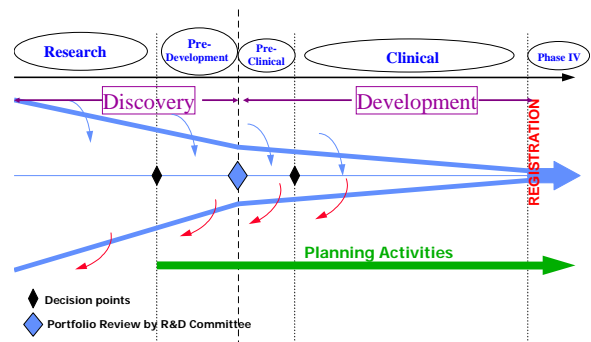 Research
Pre-
Development
Pre-
Clinical
Clinical
Phase IV
Discovery
Development
REGISTRATION
Planning Activities
Decision points
Portfolio Review by R&D Committee